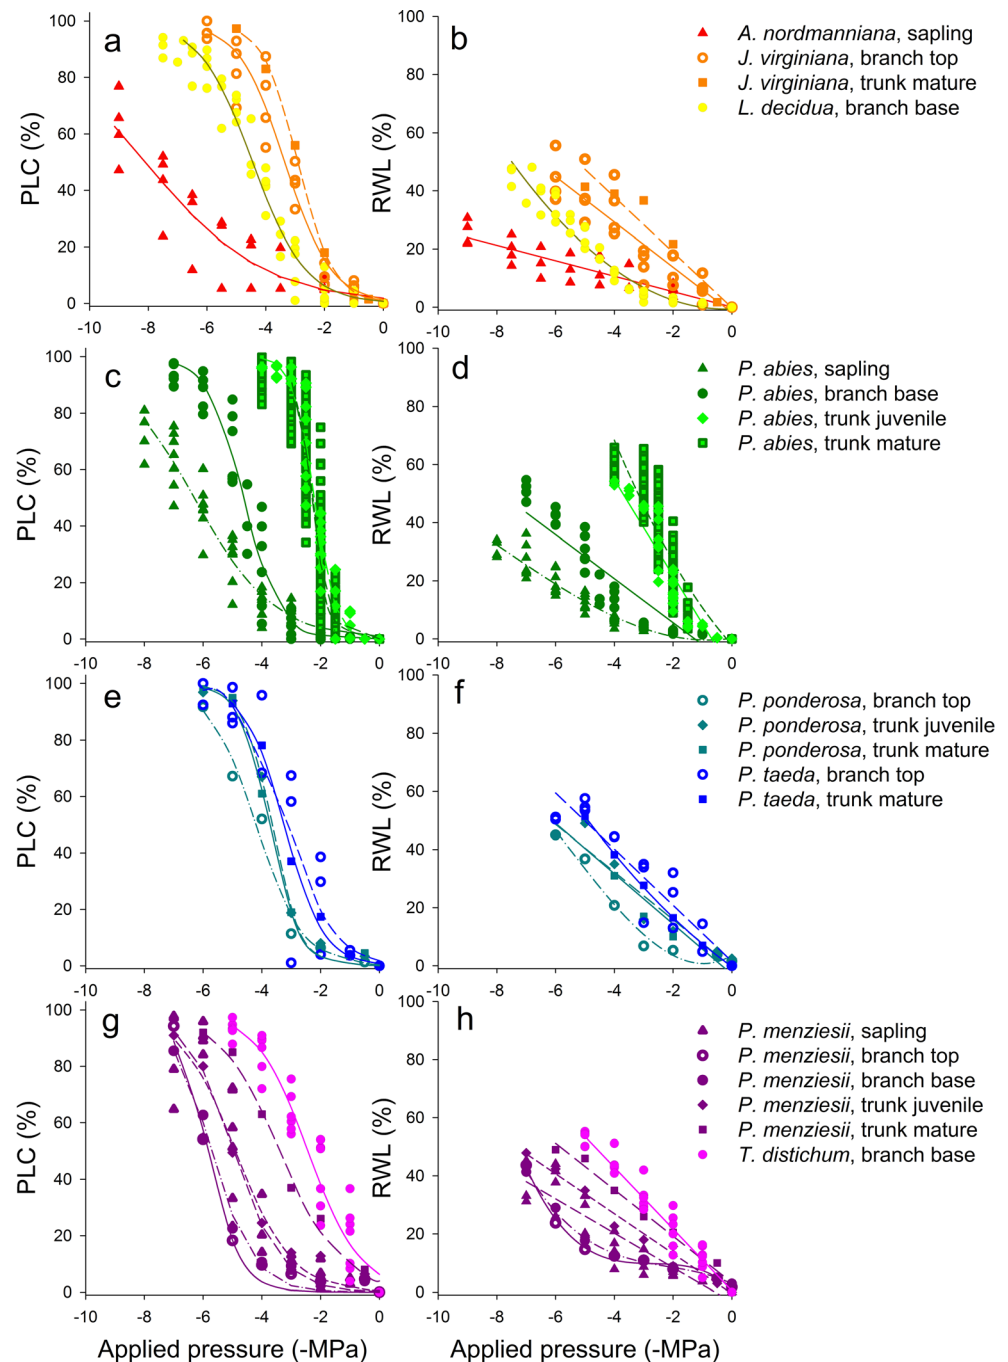 a
b
PLC (%)
RWL (%)
100
80
60
40
20
0
100
80
60
40
20
0
-10
-8
-6
-4
-2
0
-10
-8
-6
-4
-2
0
A. nordmanniana, sapling
J. virginiana, branch top
J. virginiana, trunk mature
L. decidua, branch base
c
d
PLC (%)
RWL (%)
100
80
60
40
20
0
100
80
60
40
20
0
-10
-8
-6
-4
-2
0
-10
-8
-6
-4
-2
0
P. abies, sapling
P. abies, branch base
P. abies, trunk juvenile
P. abies, trunk mature
e
f
PLC (%)
RWL (%)
100
80
60
40
20
0
100
80
60
40
20
0
-10
-8
-6
-4
-2
0
-10
-8
-6
-4
-2
0
P. ponderosa, branch top
P. ponderosa, trunk juvenile
P. ponderosa, trunk mature
P. taeda, branch top
P. taeda, trunk mature
g
h
PLC (%)
RWL (%)
100
80
60
40
20
0
100
80
60
40
20
0
-10
-8
-6
-4
-2
0
-10
-8
-6
-4
-2
0
P. menziesii, sapling
P. menziesii, branch top
P. menziesii, branch base
P. menziesii, trunk juvenile
P. menziesii, trunk mature
T. distichum, branch base
Applied pressure (-MPa)
Applied pressure (-MPa)